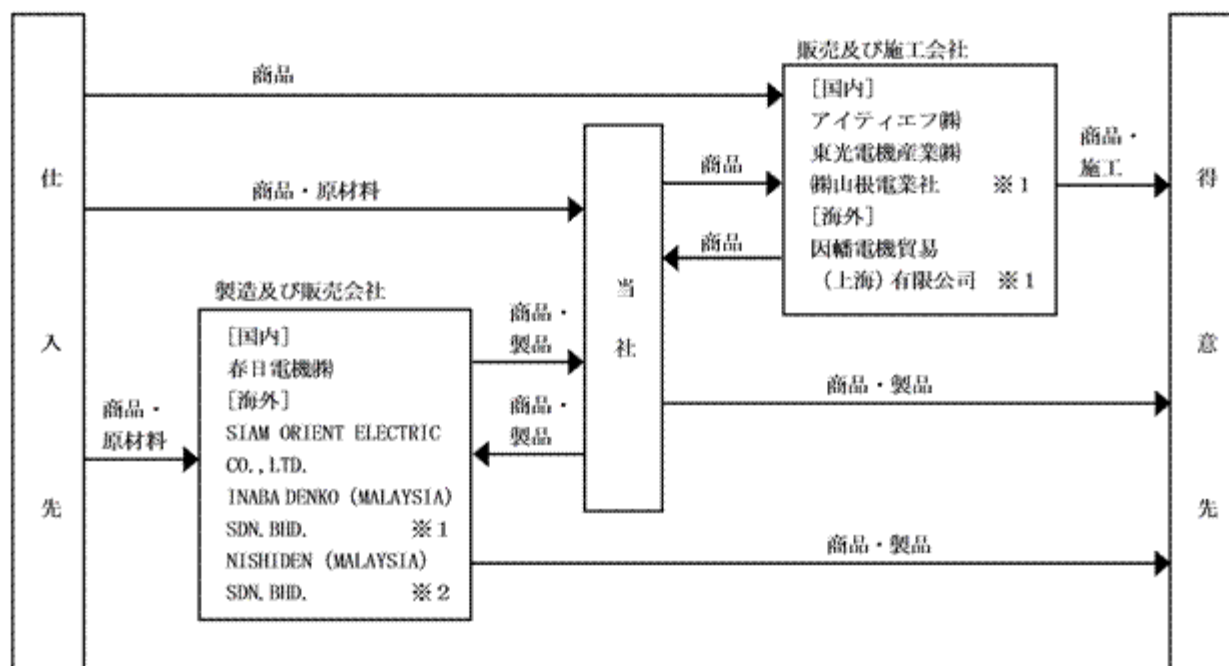 仕入先
商品
商品・原材料
商品・
原材料
製造及び販売会社
[国内]
春日電機㈱
[海外]
SIAM ORIENT ELECTRIC
CO.,LTD.
INABA DENKO (MALAYSIA)
SDN.BHD. ※1
NISHIDEN (MALAYSIA)
SDN.BHD. ※2
商品・
製品
商品・
製品
当社
商品
商品
販売及び施工会社
[国内]
アイティエフ㈱
東光電機産業㈱
㈱山根電業社 ※1
[海外]
因幡電機貿易
(上海)有限公司 ※1
商品・
施工
商品・製品
商品・製品
得意先